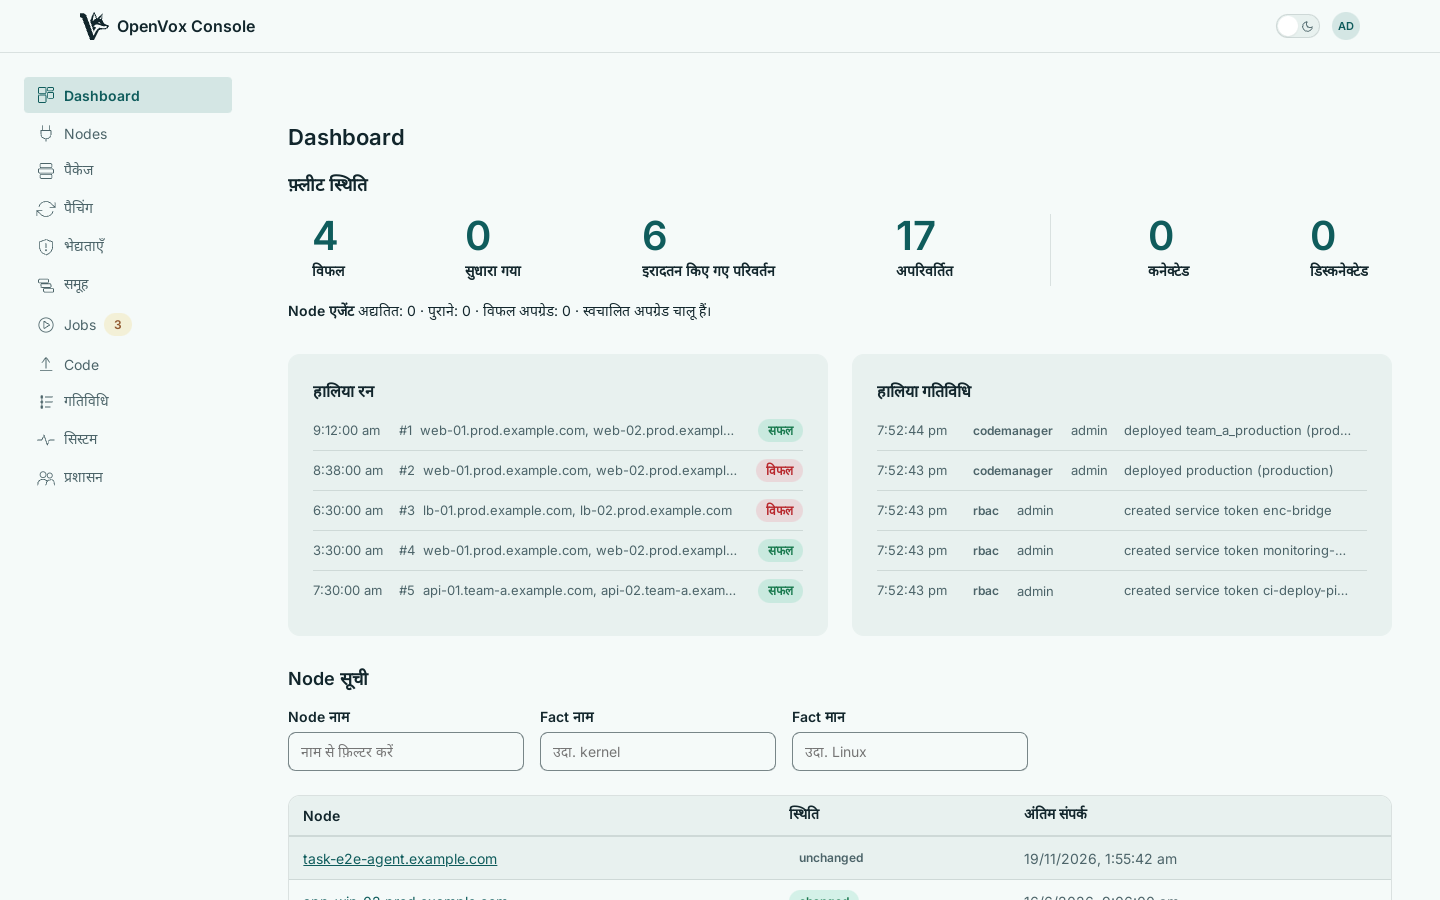 OpenVox Console
AD
Dashboard
Nodes
पैकेज
पैचिंग
भेद्यताएँ
समूह
Jobs 3
Code
गतिविधि
सिस्टम
प्रशासन
Dashboard
फ़्लीट स्थिति
4 0 6 17 0 0
विफल सुधारा गया इरादतन किए गए परिवर्तन अपरिवर्तित कनेक्टेड डिस्कनेक्टेड
Node एजेंट अद्यतित: 0 · पुराने: 0 · विफल अपग्रेड: 0 · स्वचालित अपग्रेड चालू हैं।
हालिया रन
9:12:00 am #1 web-01.prod.example.com, web-02.prod.exampl... सफल
8:38:00 am #2 web-01.prod.example.com, web-02.prod.exampl... विफल
6:30:00 am #3 lb-01.prod.example.com, lb-02.prod.example.com विफल
3:30:00 am #4 web-01.prod.example.com, web-02.prod.exampl... सफल
7:30:00 am #5 api-01.team-a.example.com, api-02.team-a.exam... सफल
हालिया गतिविधि
7:52:44 pm codemanager admin deployed team_a_production (prod...
7:52:43 pm codemanager admin deployed production (production)
7:52:43 pm rbac admin created service token enc-bridge
7:52:43 pm rbac admin created service token monitoring-...
7:52:43 pm rbac admin created service token ci-deploy-pi...
Node सूची
Node नाम Fact नाम Fact मान
नाम से फ़िल्टर करें उदा. kernel उदा. Linux
Node स्थिति अंतिम संपर्क
task-e2e-agent.example.com unchanged 19/11/2026, 1:55:42 am